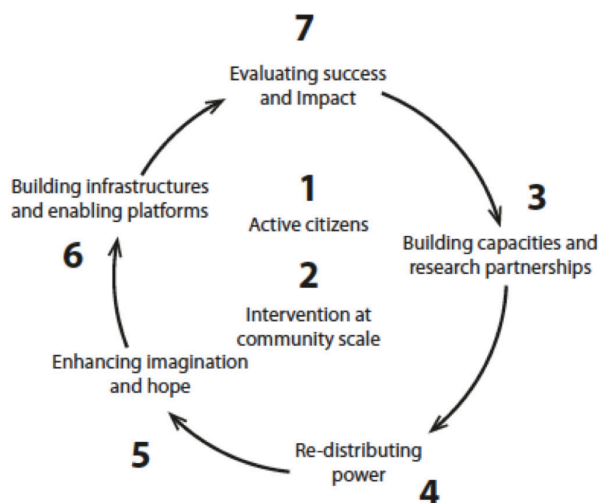 7
Evaluating success
and Impact
Building infrastructures
and enabling platforms
6
1
Active citizens
2
Intervention at
community scale
3
Building capacities and
research partnerships
Enhancing imagination
and hope
5
Re-distributing
power
4